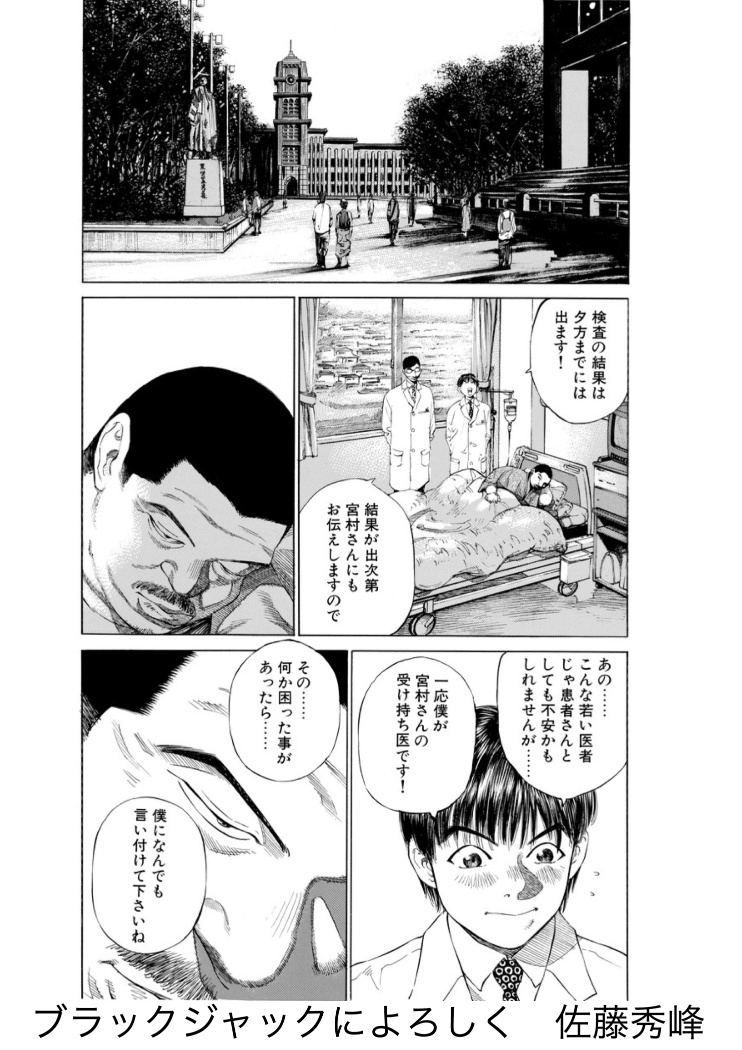 検査の結果は
夕方までには
出ます!
結果が出次第
宮村さんにも
お伝えしますので
あの……
こんな若い医者
じゃ患者さんと
しても不安かも
しれませんが……
一応僕が
宮村さんの
受け持ち医です!
その……
何か困った事が
あったら……
僕になんでも
言い付けて下さいね
ブラックジャックによろしく 佐藤秀峰